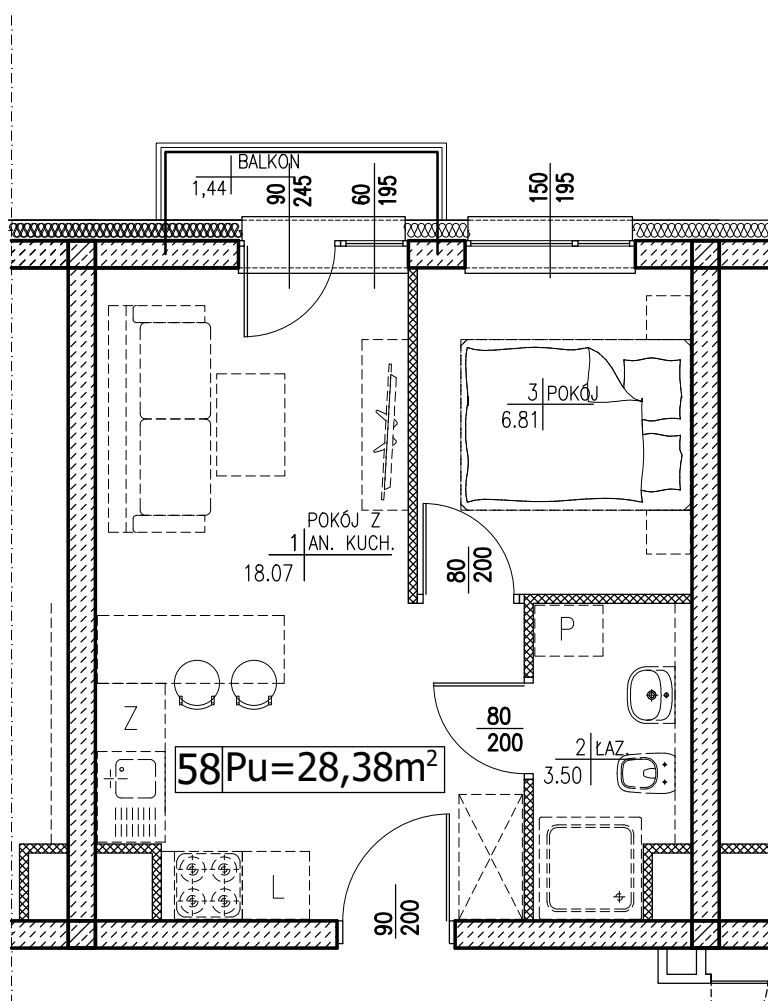 BALKON
1,44
90
245
60
195
150
195
3 POKÓJ
6.81
POKÓJ Z
1 AN. KUCH.
18.07
80
200
P
Z
80
200
2 ŁAZ.
3.50
58 Pu=28,38m²
L
90
200